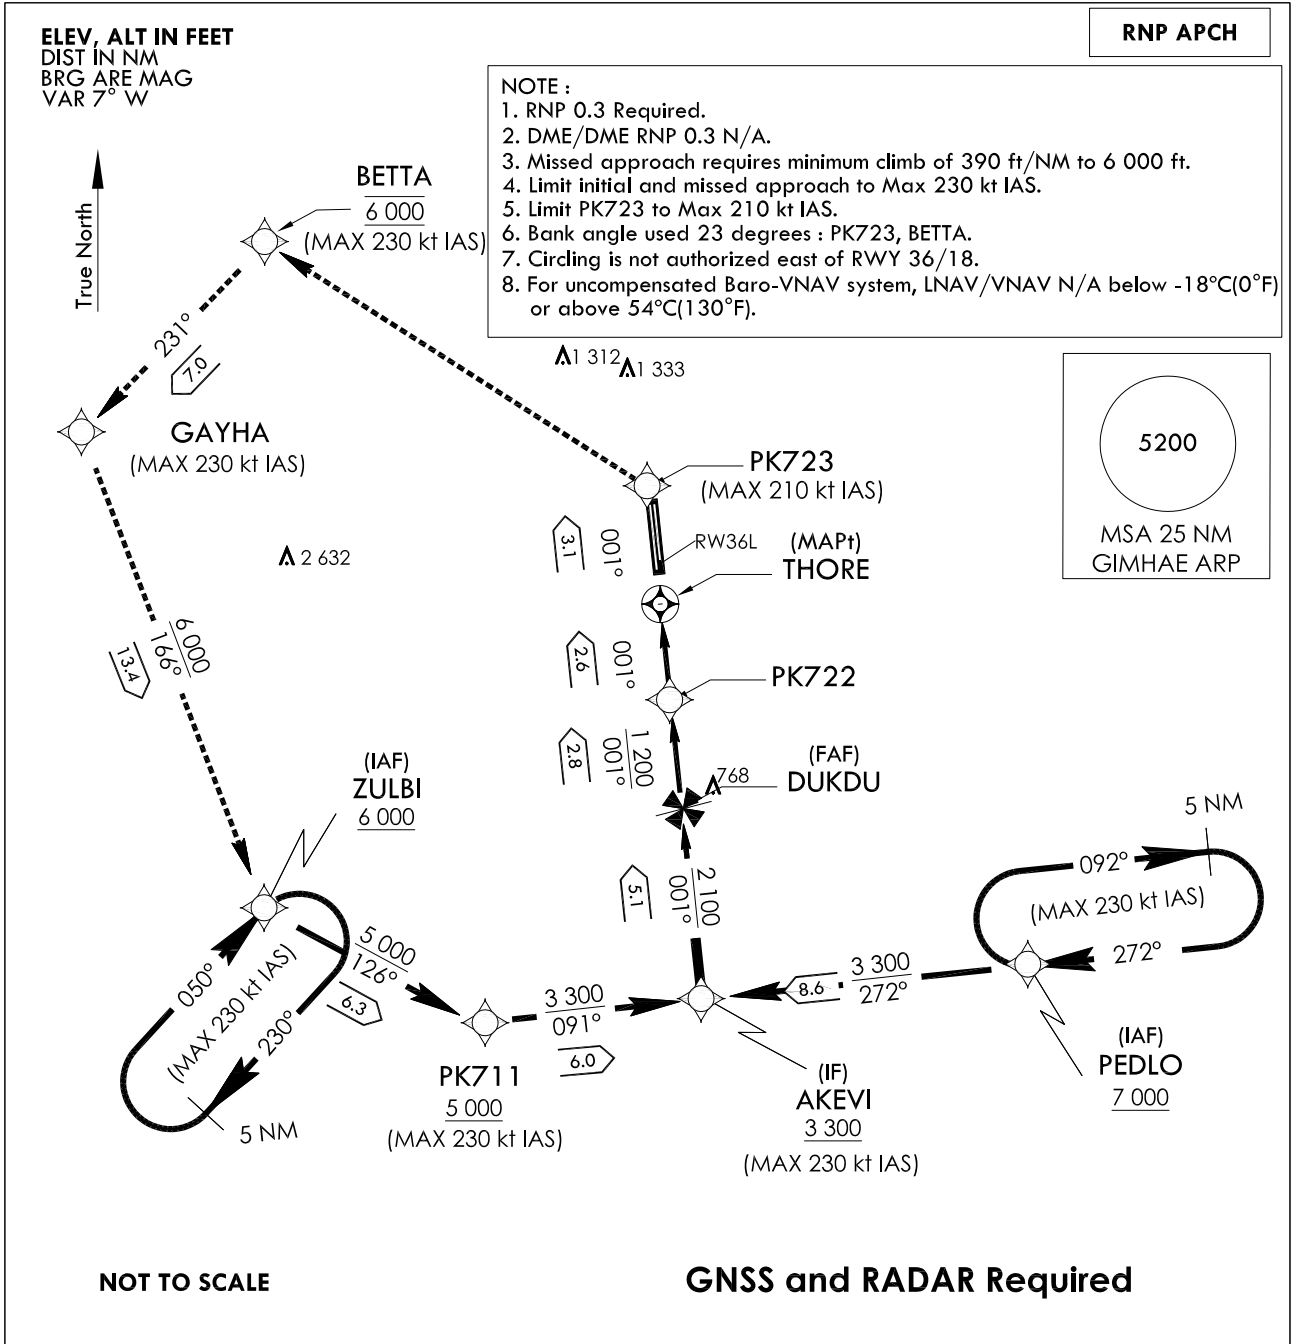 ELEV, ALT IN FEET
DIST IN NM
BRG ARE MAG
VAR 7° W
RNP APCH
NOTE :
1. RNP 0.3 Required.
2. DME/DME RNP 0.3 N/A.
3. Missed approach requires minimum climb of 390 ft/NM to 6 000 ft.
4. Limit initial and missed approach to Max 230 kt IAS.
5. Limit PK723 to Max 210 kt IAS.
6. Bank angle used 23 degrees : PK723, BETTA.
7. Circling is not authorized east of RWY 36/18.
8. For uncompensated Baro-VNAV system, LNAV/VNAV N/A below -18°C(0°F)
or above 54°C(130°F).
True North
BETTA
6 000
(MAX 230 kt IAS)
231°
7.0
1 312
1 333
5200
MSA 25 NM
GIMHAE ARP
GAYHA
(MAX 230 kt IAS)
PK723
(MAX 210 kt IAS)
2 632
3.1
001°
RW36L
(MAPt)
THORE
6 000
166°
13.4
2.6
001°
PK722
1 200
001°
2.8
768
(FAF)
DUKDU
(IAF)
ZULBI
6 000
5 NM
092°
(MAX 230 kt IAS)
272°
2 100
001°
5.1
5 000
126°
6.3
050°
(MAX 230 kt IAS)
230°
5 NM
3 300
091°
6.0
3 300
272°
8.6
PK711
5 000
(MAX 230 kt IAS)
(IF)
AKEVI
3 300
(MAX 230 kt IAS)
(IAF)
PEDLO
7 000
NOT TO SCALE
GNSS and RADAR Required